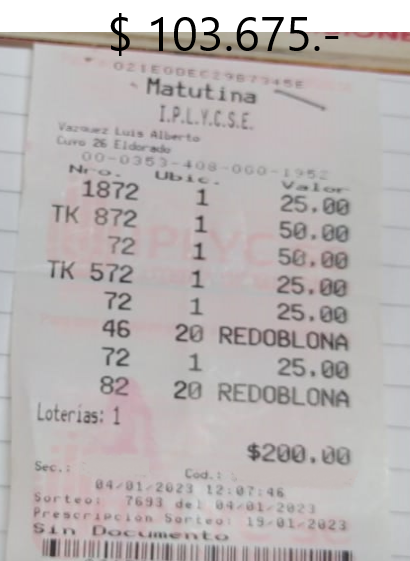 $ 103.675.-
021E0DEC29B7345E
Matutina
I.P.L.Y.C.S.E.
Vazquez Luis Alberto
Cuyo 26 Eldorado
00-0353-408-000-1952
Nro. Ubic. Valor
1872 1 25.00
TK 872 1 50.00
72 1 50.00
TK 572 1 25.00
72 1 25.00
46 20 REDOBLONA
72 1 25.00
82 20 REDOBLONA
Loterias: 1
$200.00
Sec.: Cod.:
04/01/2023 12:07:46
Sorteo: 7693 del 04/01/2023
Prescripcion Sorteo: 19/01/2023
Sin Documento